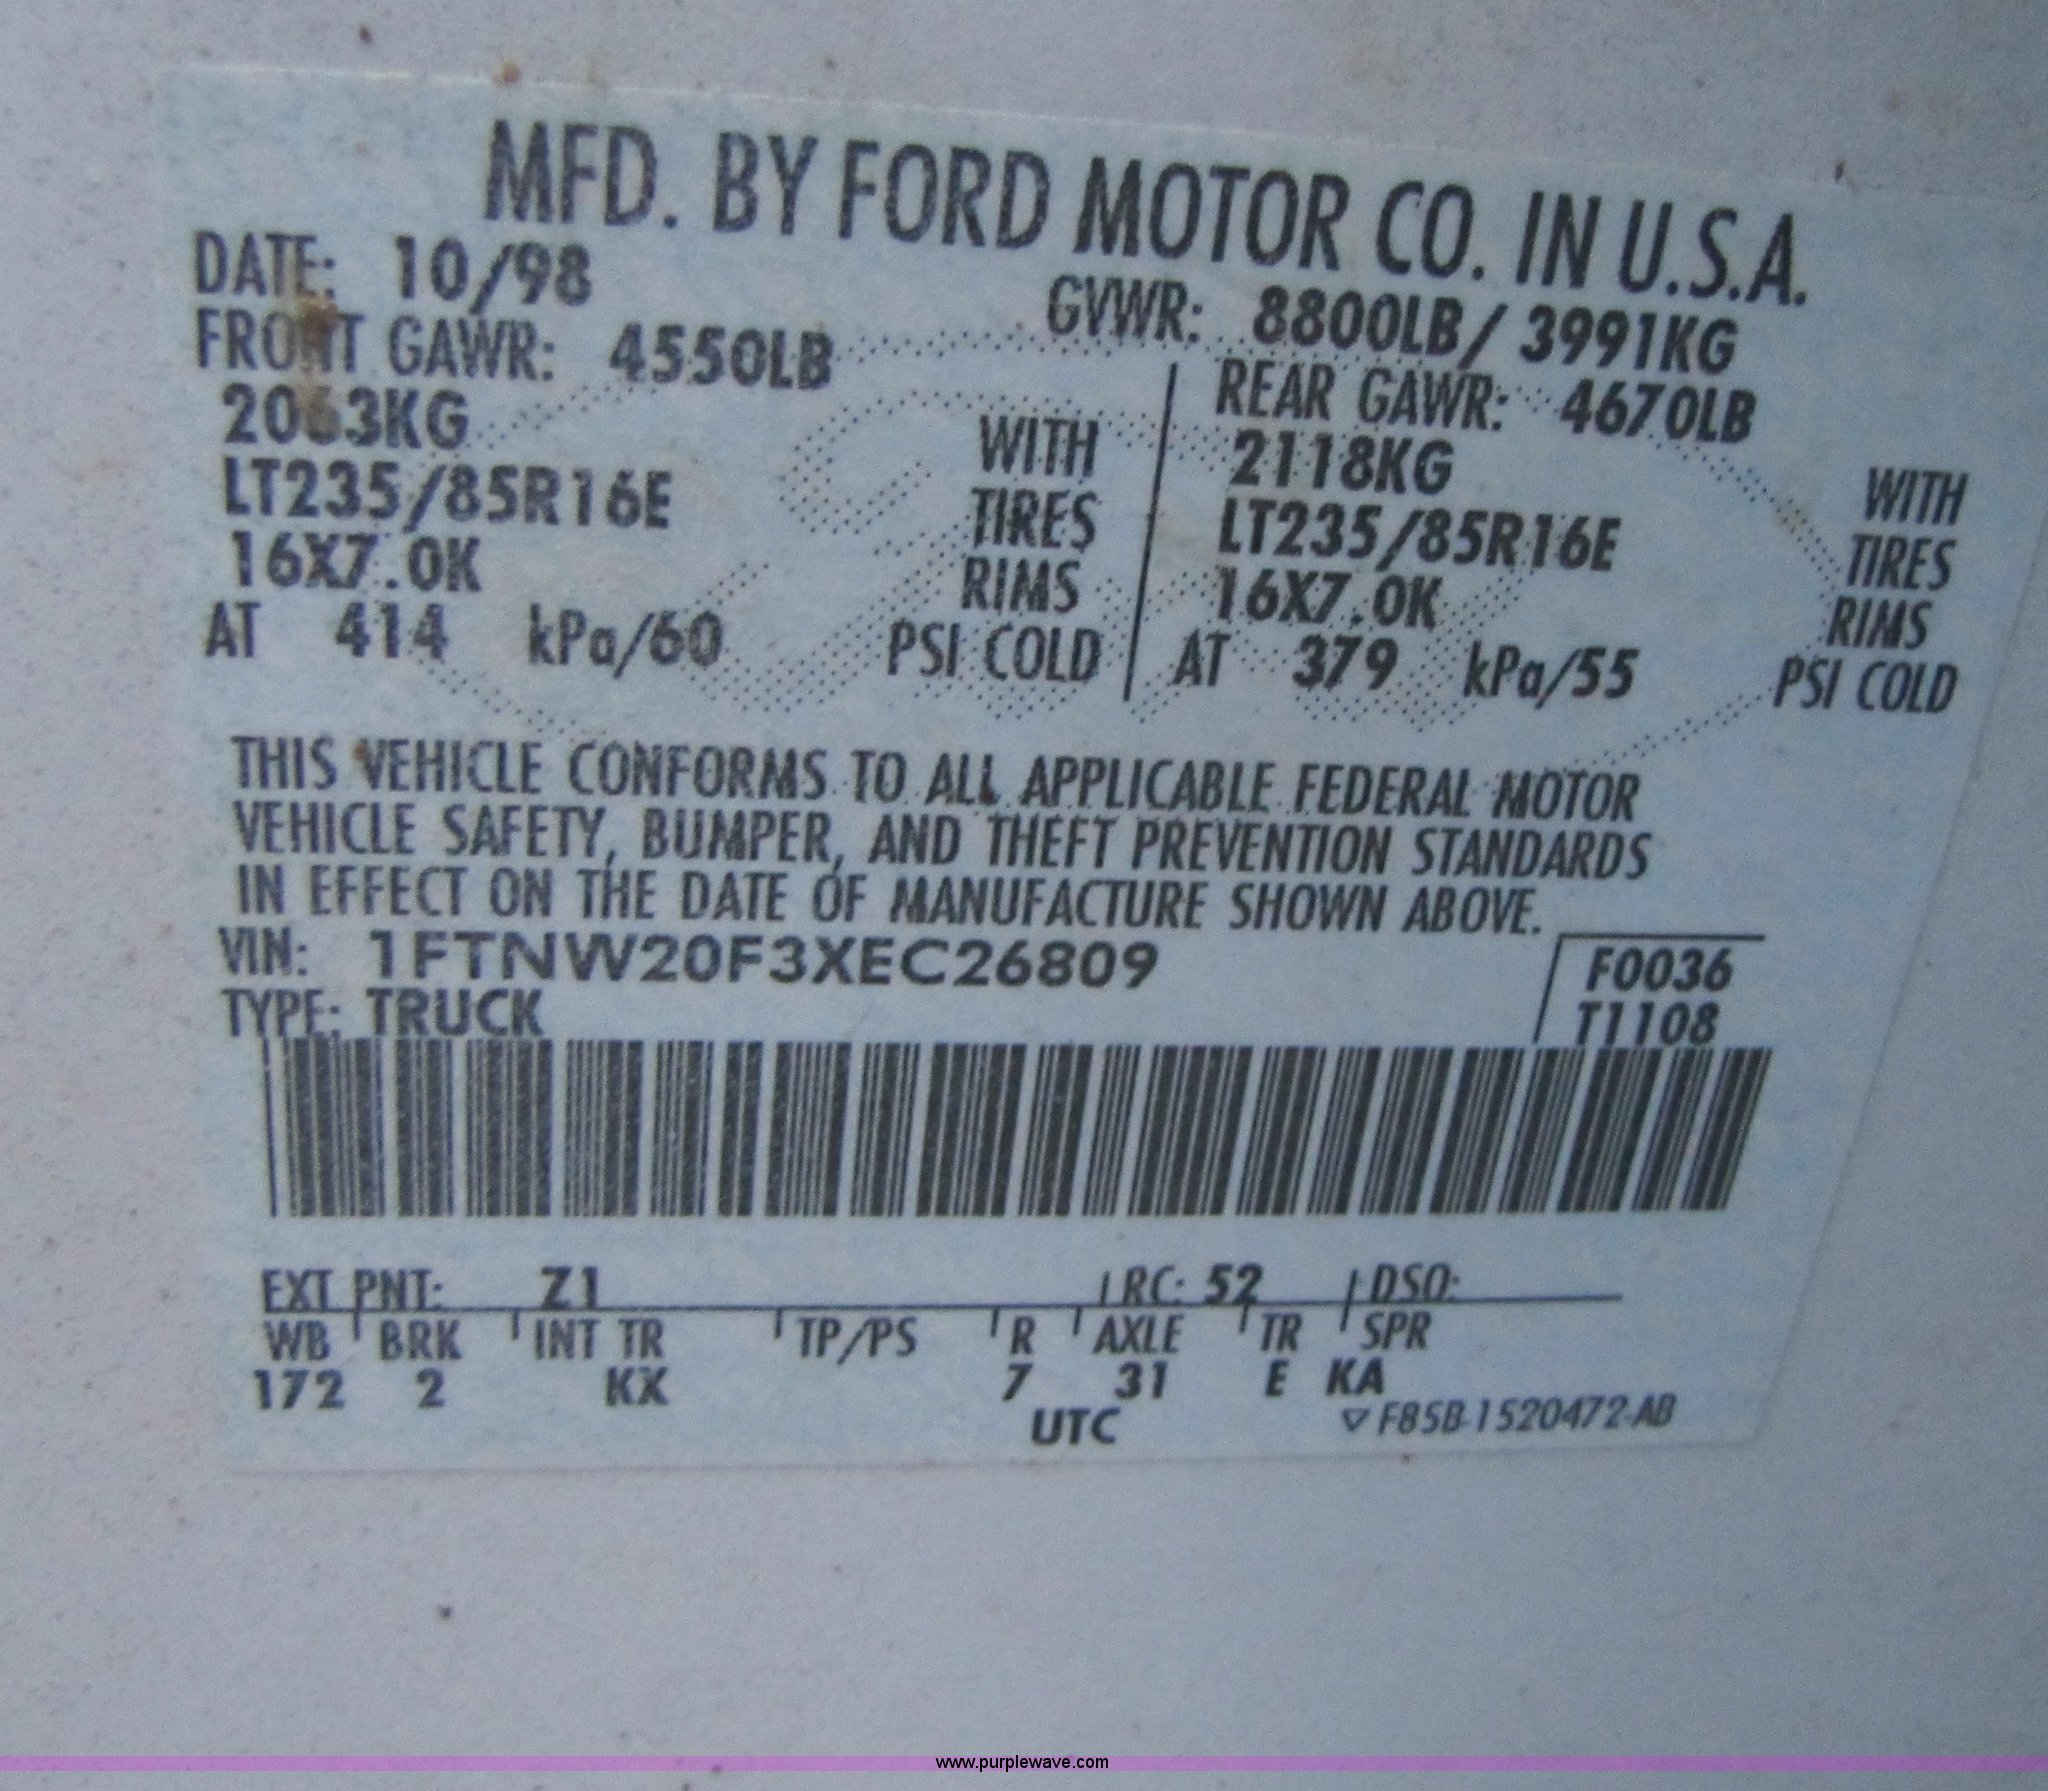 MFD. BY FORD MOTOR CO. IN U.S.A.
DATE: 10/98 GVWR: 8800LB/ 3991KG
FRONT GAWR: 4550LB REAR GAWR: 4670LB
2063KG WITH 2118KG WITH
LT235/85R16E TIRES LT235/85R16E TIRES
16X7.0K RIMS 16X7.0K RIMS
AT 414 kPa/60 PSI COLD AT 379 kPa/55 PSI COLD
THIS VEHICLE CONFORMS TO ALL APPLICABLE FEDERAL MOTOR
VEHICLE SAFETY, BUMPER, AND THEFT PREVENTION STANDARDS
IN EFFECT ON THE DATE OF MANUFACTURE SHOWN ABOVE.
VIN: 1FTNW20F3XEC26809 F0036
TYPE: TRUCK T1108
EXT PNT: Z1 RC: 52 DSO:
WB BRK INT TR TP/PS R AXLE TR SPR
172 2 KX 7 31 E KA
UTC ▽ F85B-1520472-AB
www.purplewave.com